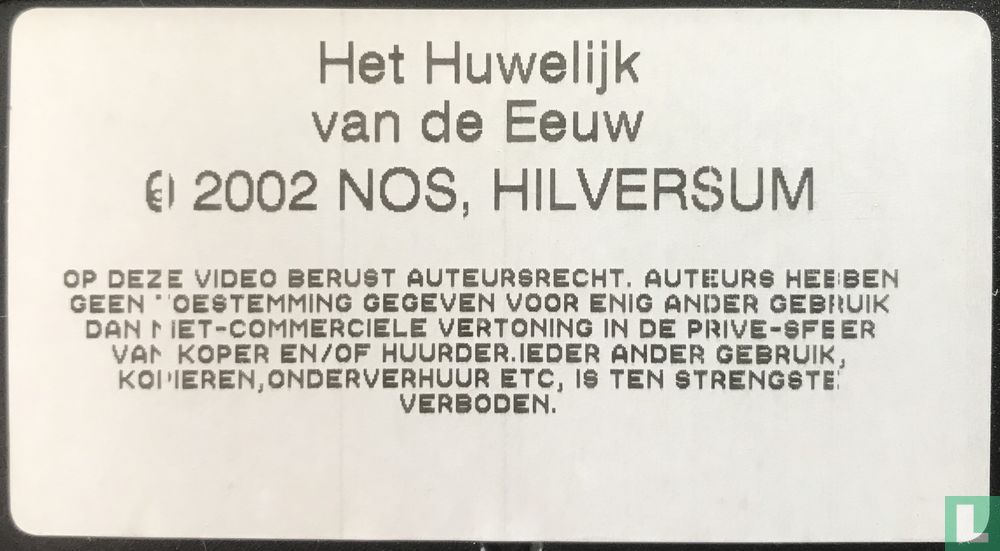 Het Huwelijk
van de Eeuw
© 2002 NOS, HILVERSUM
OP DEZE VIDEO BERUST AUTEURSRECHT. AUTEURS HEBBEN
GEEN TOESTEMMING GEGEVEN VOOR ENIG ANDER GEBRUIK
DAN NIET-COMMERCIELE VERTONING IN DE PRIVE-SFEER
VAN KOPER EN/OF HUURDER.IEDER ANDER GEBRUIK,
KOPIEREN,ONDERVERHUUR ETC, IS TEN STRENGSTE
VERBODEN.